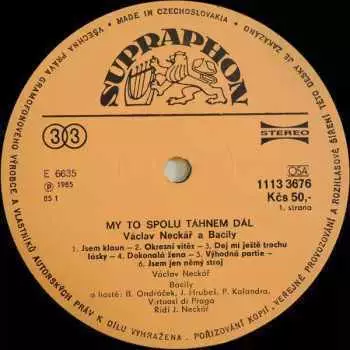 MADE IN CZECHOSLOVAKIA
VŠECHNA PRÁVA GRAMOFONOVÉHO VÝROBCE, A VLASTNÍKŮ AUTORSKÝCH PRÁV K DÍLU VYHRAŽENA. POŘIZOVÁNÍ KOPIÍ, VEREJNÉ PROVOZOVÁNÍ A ROZHLASOVÉ ŠÍŘENÍ TÉTO DESKY JE ZAKÁZÁNO
SUPRAPHON
33
STEREO
E 6635
℗ 1985
85 1
OSA
1113 3676
Kčs 50,-
1. strana
MY TO SPOLU TÁHNEM DÁL
Václav Neckář a Bacily
1. Jsem klaun - 2. Okresní vítěz - 3. Dej mi ještě trochu
lásky - 4. Dokonalá žena - 5. Výhodná partie -
6. Jsem jen němý stroj
Václav Neckář
Bacily
a hosté: B. Ondráček, J. Hrubeš, P. Kalandra,
Virtuosi di Praga
Řídí J. Neckář